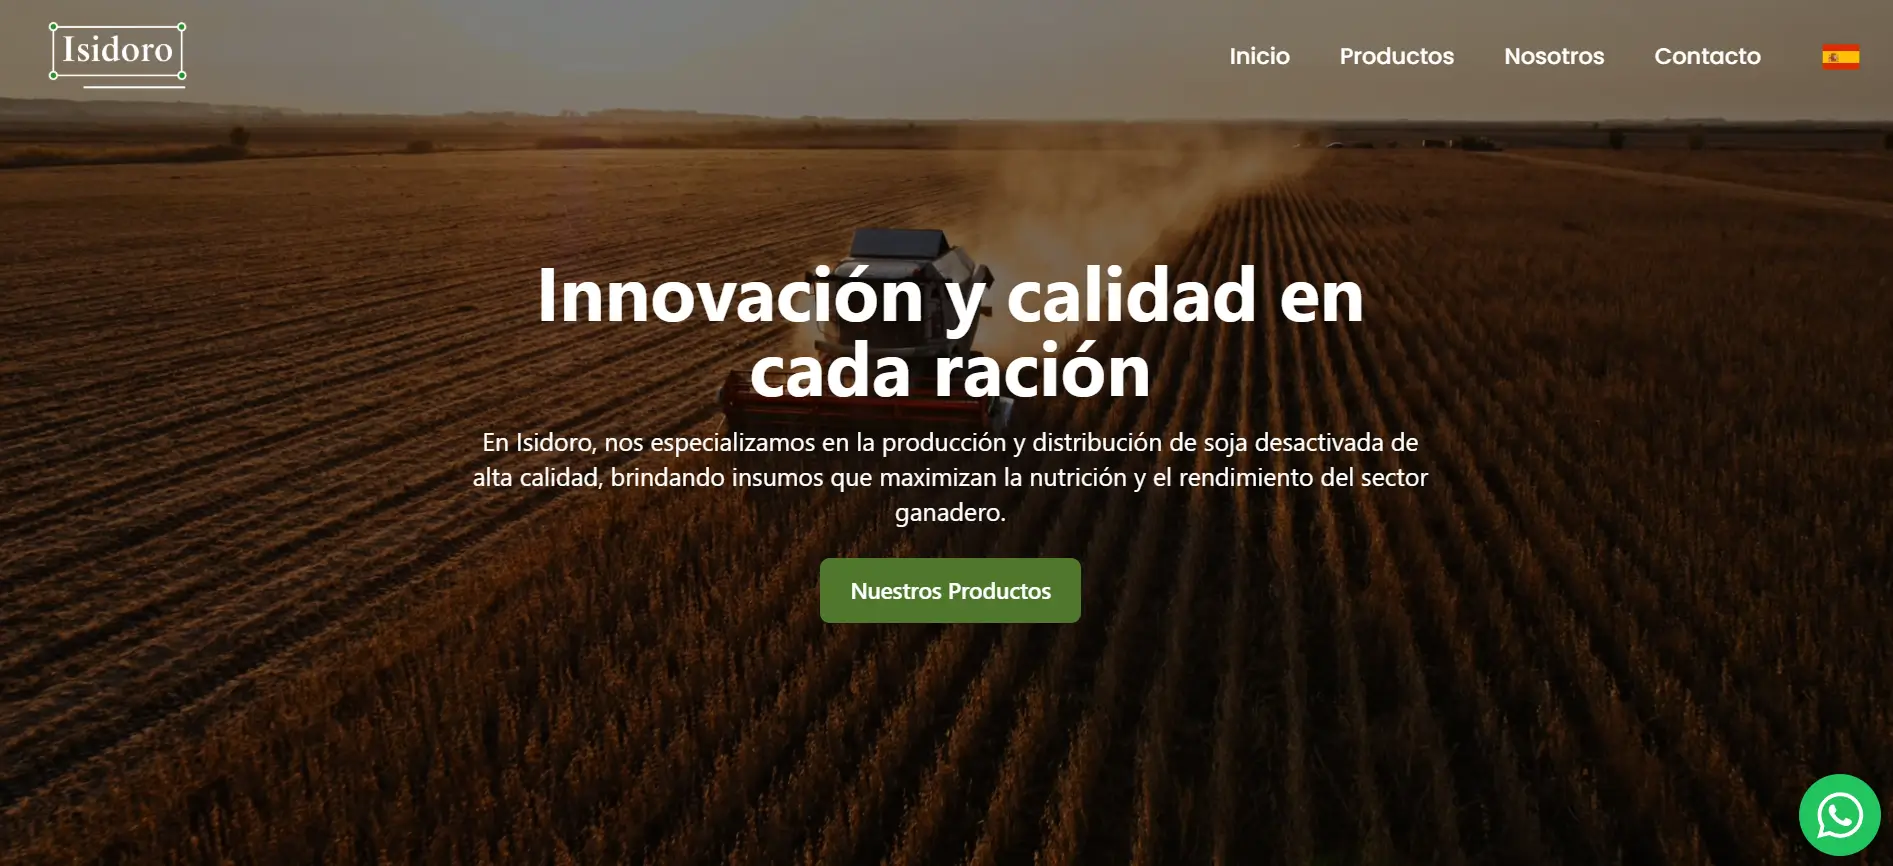 Isidoro
Inicio
Productos
Nosotros
Contacto
Innovación y calidad en
cada ración
En Isidoro, nos especializamos en la producción y distribución de soja desactivada de
alta calidad, brindando insumos que maximizan la nutrición y el rendimiento del sector
ganadero.
Nuestros Productos